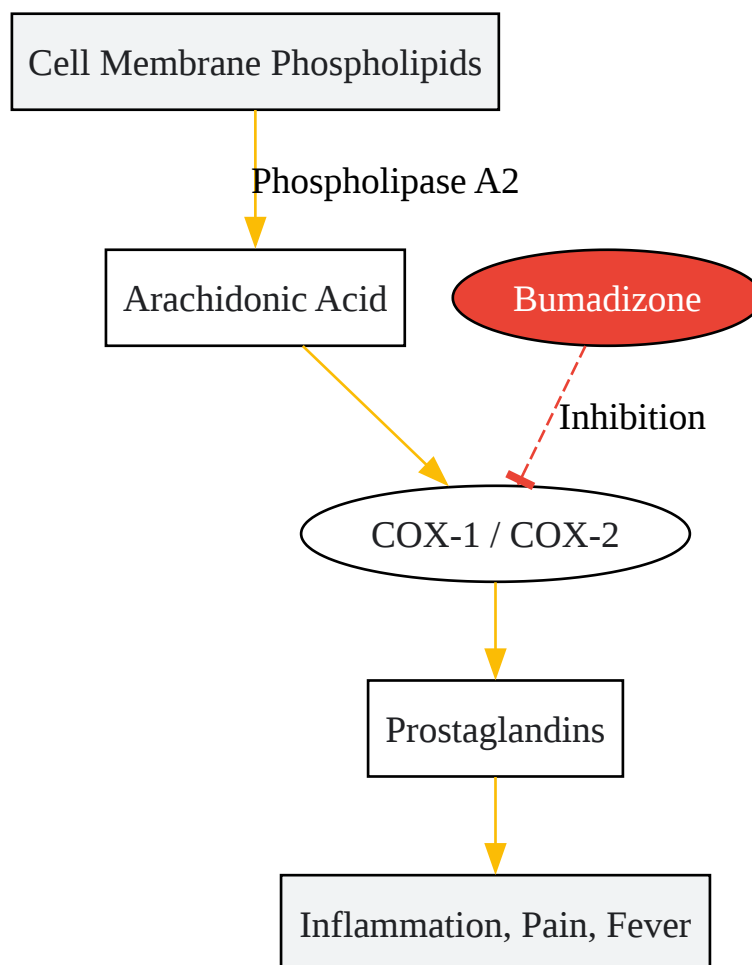 Cell Membrane Phospholipids
Phospholipase A2
Arachidonic Acid
Bumadizone
Inhibition
COX-1 / COX-2
Prostaglandins
Inflammation, Pain, Fever